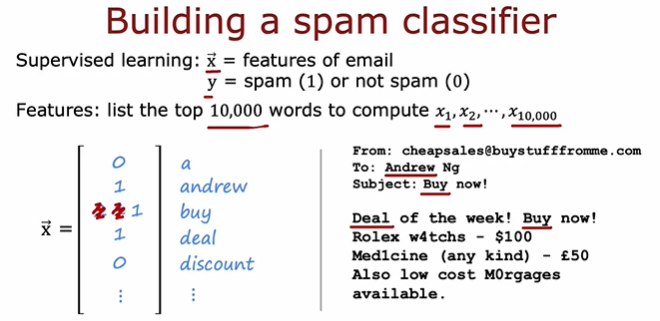 Building a spam classifier
Supervised learning: x⃗ = features of email
y = spam (1) or not spam (0)
Features: list the top 10,000 words to compute x₁, x₂, ⋯, x₁₀,₀₀₀
x⃗ =
0 a
1 andrew
1 buy
1 deal
0 discount
⋮ ⋮
From: cheapsales@buystufffromme.com
To: Andrew Ng
Subject: Buy now!
Deal of the week! Buy now!
Rolex w4tchs - $100
Med1cine (any kind) - £50
Also low cost M0rgages
available.